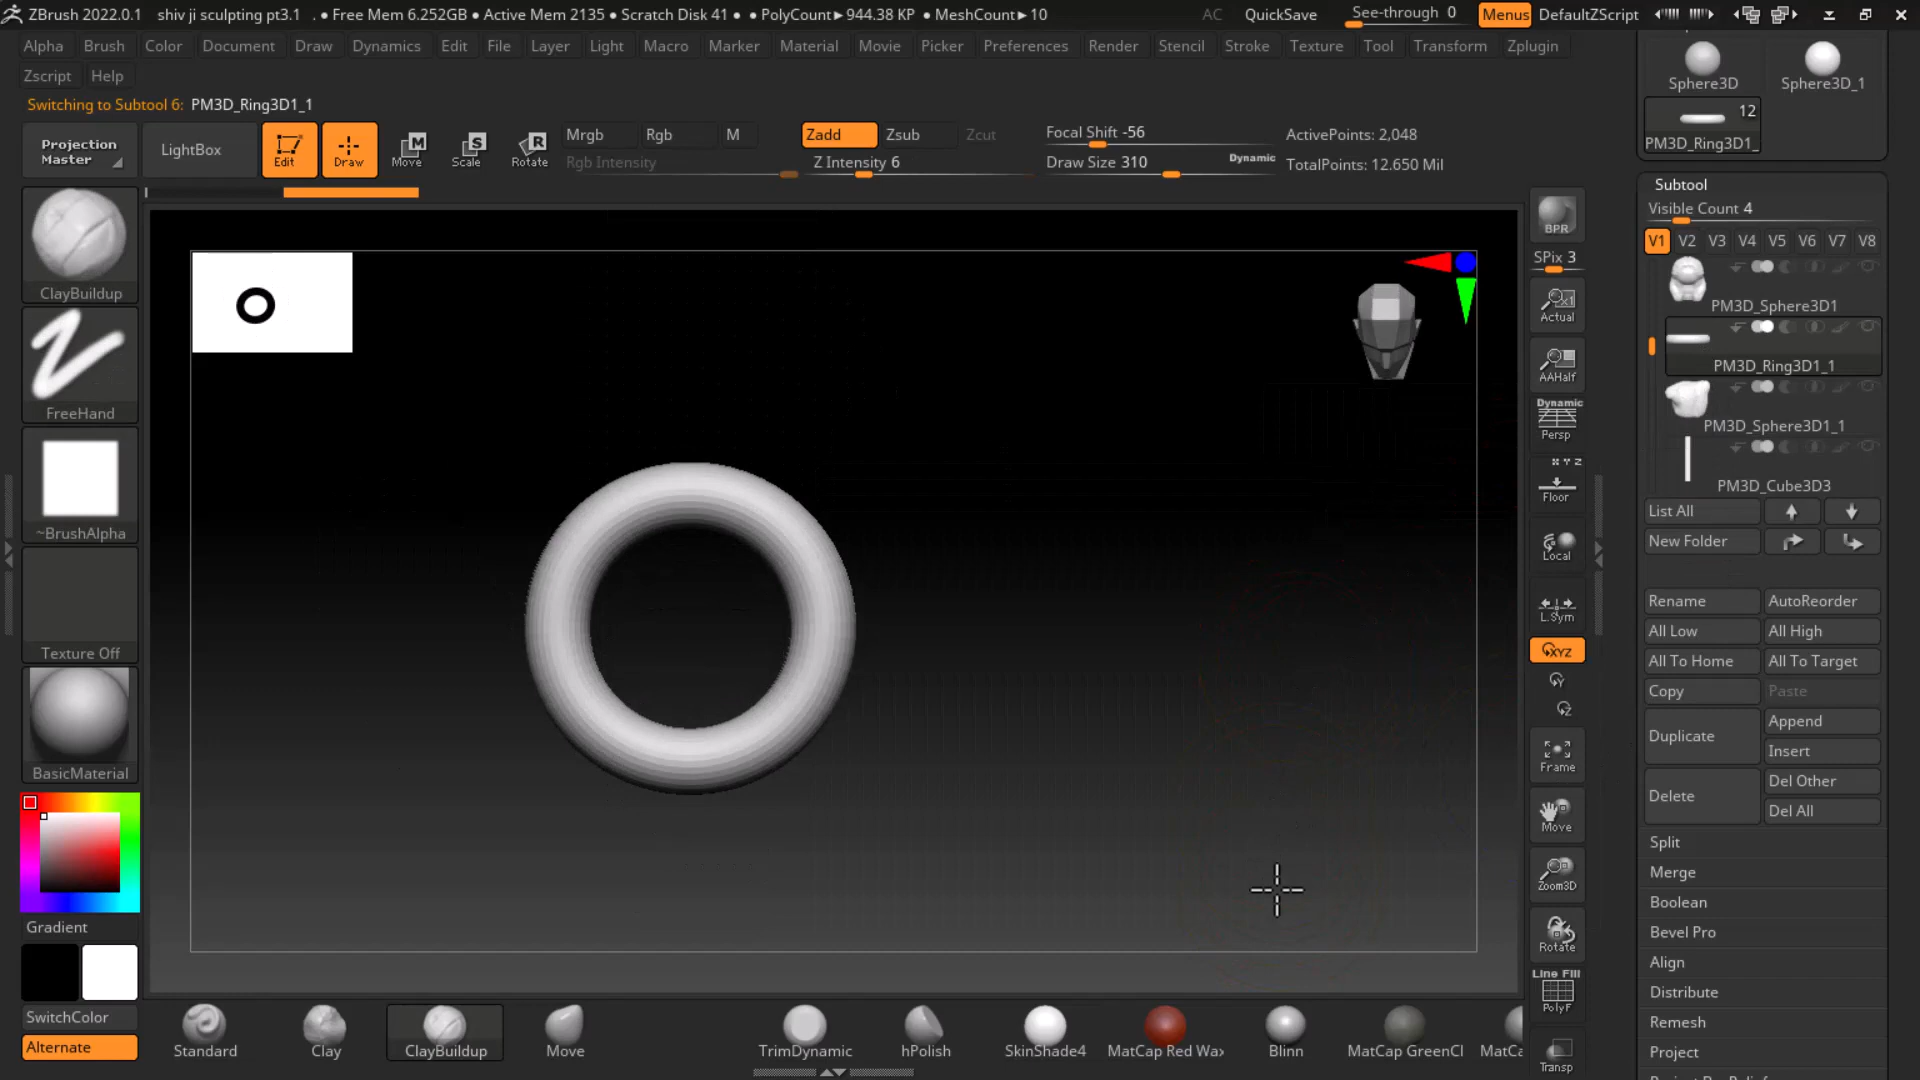 ZBrush 2022.0.1 shiv ji sculpting pt3.1 . ● Free Mem 6.252GB ● Active Mem 2135 ● Scratch Disk 41 ● ● PolyCount► 944.38 KP ● MeshCount► 10 AC QuickSave See-through 0 Menus DefaultZScript
Alpha Brush Color Document Draw Dynamics Edit File Layer Light Macro Marker Material Movie Picker Preferences Render Stencil Stroke Texture Tool Transform Zplugin
Zscript Help
Switching to Subtool 6: PM3D_Ring3D1_1
Projection Master
LightBox
Edit
Draw
Move
Scale
Rotate
Mrgb Rgb M
Rgb Intensity
Zadd Zsub Zcut
Z Intensity 6
Focal Shift -56
Draw Size 310
Dynamic
ActivePoints: 2,048
TotalPoints: 12.650 Mil
ClayBuildup
FreeHand
~BrushAlpha
Texture Off
BasicMaterial
Gradient
SwitchColor
Alternate
BPR
SPix 3
Actual
AAHalf
Dynamic
Persp
X Y Z
Floor
Local
L.Sym
XYZ
Y
Z
Frame
Move
Zoom3D
Rotate
Line Fill
PolyF
Transp
Sphere3D Sphere3D_1
12
PM3D_Ring3D1_
Subtool
Visible Count 4
V1 V2 V3 V4 V5 V6 V7 V8
PM3D_Sphere3D1
PM3D_Ring3D1_1
PM3D_Sphere3D1_1
PM3D_Cube3D3
List All
New Folder
Rename AutoReorder
All Low All High
All To Home All To Target
Copy Paste
Duplicate Append
Insert
Delete Del Other
Del All
Split
Merge
Boolean
Bevel Pro
Align
Distribute
Remesh
Project
Standard Clay ClayBuildup Move TrimDynamic hPolish SkinShade4 MatCap Red Wax Blinn MatCap GreenCl MatCa